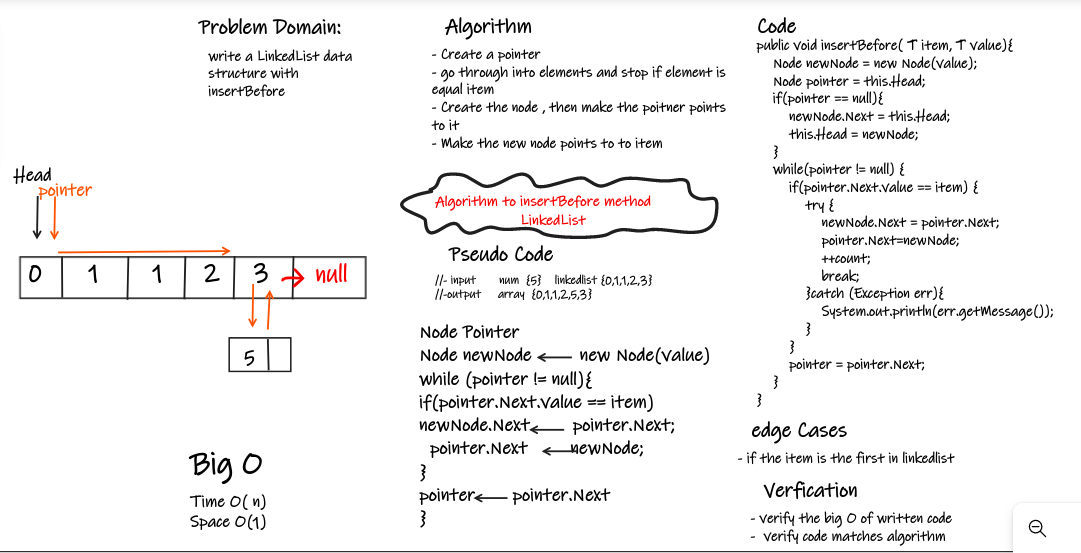 Problem Domain:
write a LinkedList data
structure with
insertBefore
Head
pointer
0 1 1 2 3 null
5
Big O
Time O( n)
Space O(1)
Algorithm
- Create a pointer
- go through into elements and stop if element is
equal item
- Create the node , then make the poitner points
to it
- Make the new node points to to item
Algorithm to insertBefore method
LinkedList
Pseudo Code
//- input num {5} linkedlist {0,1,1,2,3}
//-output array {0,1,1,2,5,3}
Node Pointer
Node newNode ← new Node(value)
while (pointer != null){
if(pointer.Next.value == item)
newNode.Next ← pointer.Next;
pointer.Next ← newNode;
}
pointer ← pointer.Next
}
Code
public void insertBefore( T item, T value){
Node newNode = new Node(value);
Node pointer = this.Head;
if(pointer == null){
newNode.Next = this.Head;
this.Head = newNode;
}
while(pointer != null) {
if(pointer.Next.value == item) {
try {
newNode.Next = pointer.Next;
pointer.Next=newNode;
++count;
break;
}catch (Exception err){
System.out.println(err.getMessage());
}
}
pointer = pointer.Next;
}
}
edge Cases
- if the item is the first in linkedlist
Verfication
- verify the big O of written code
- verify code matches algorithm